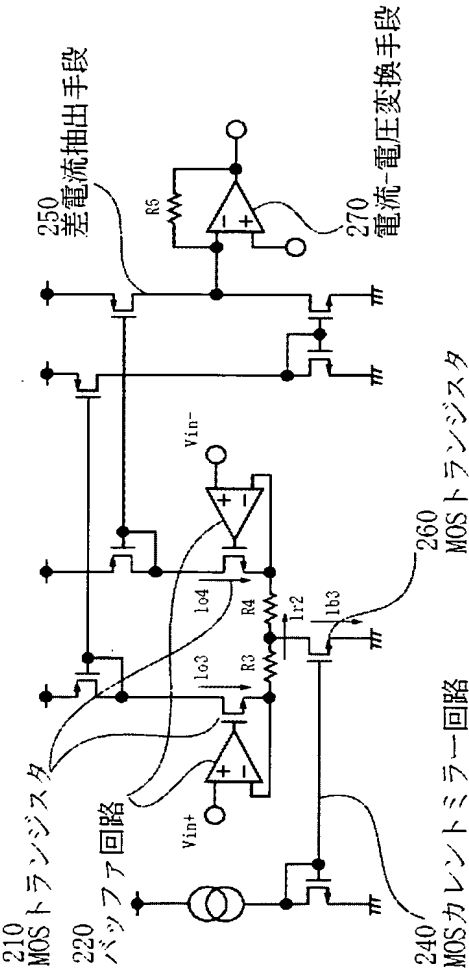 210
MOSトランジスタ
220
バッファ回路
240
MOSカレントミラー回路
250
差電流抽出手段
260
MOSトランジスタ
270
電流-電圧変換手段
Vin+
Vin-
Io3
Io4
R3
R4
Ir2
Ib3
R5
+
−
+
−
−
+